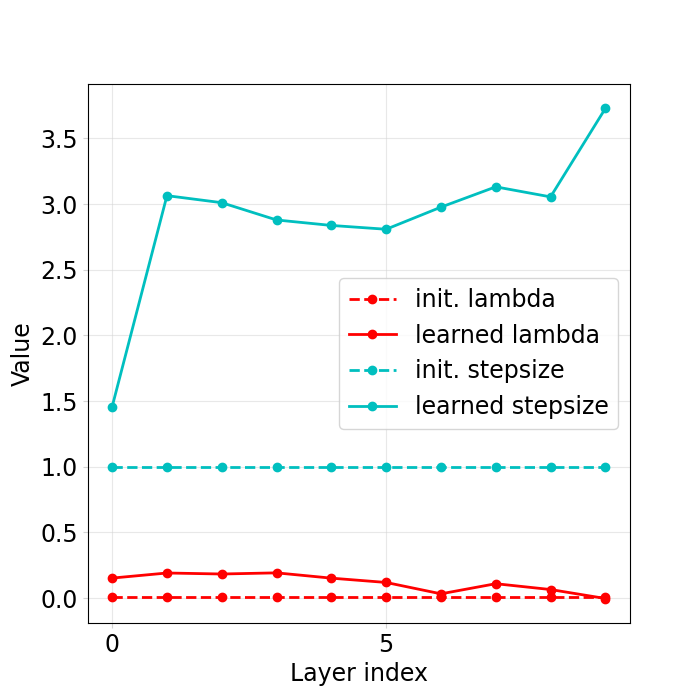 3.5
3.0
2.5
2.0
1.5
1.0
0.5
0.0
Value
init. lambda
learned lambda
init. stepsize
learned stepsize
0 5
Layer index